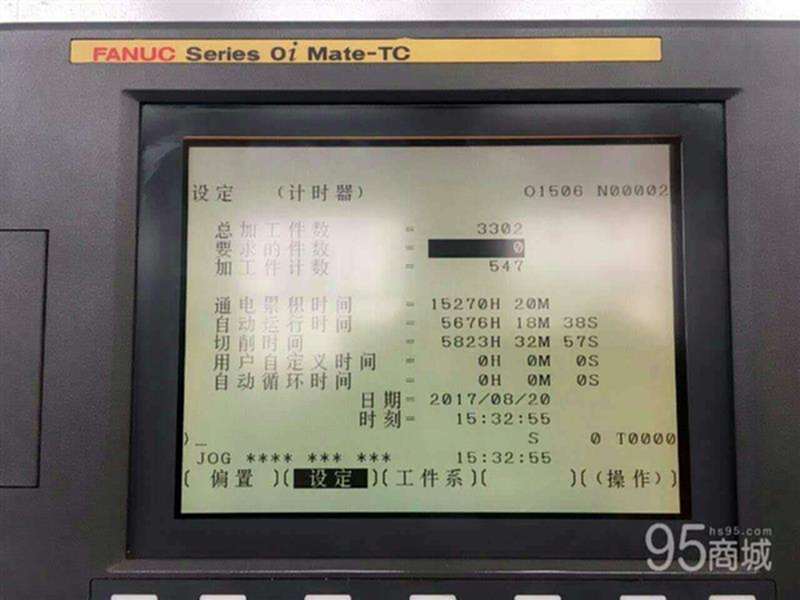 FANUC Series 0i Mate-TC
设定 （计时器） O1506 N00002
总加工件数 = 3302
要求的件数 = 0
加工件计数 = 547
通电累积时间 = 15270H 20M
自动运行时间 = 5676H 18M 38S
切削时间 = 5823H 32M 57S
用户自定义时间 = 0H 0M 0S
自动循环时间 = 0H 0M 0S
日期= 2017/08/20
时刻= 15:32:55
)_ S 0 T0000
JOG **** *** *** 15:32:55
[ 偏置 ][ 设定 ][ 工件系 ][ ][ (操作) ]
95商城
hs95.com